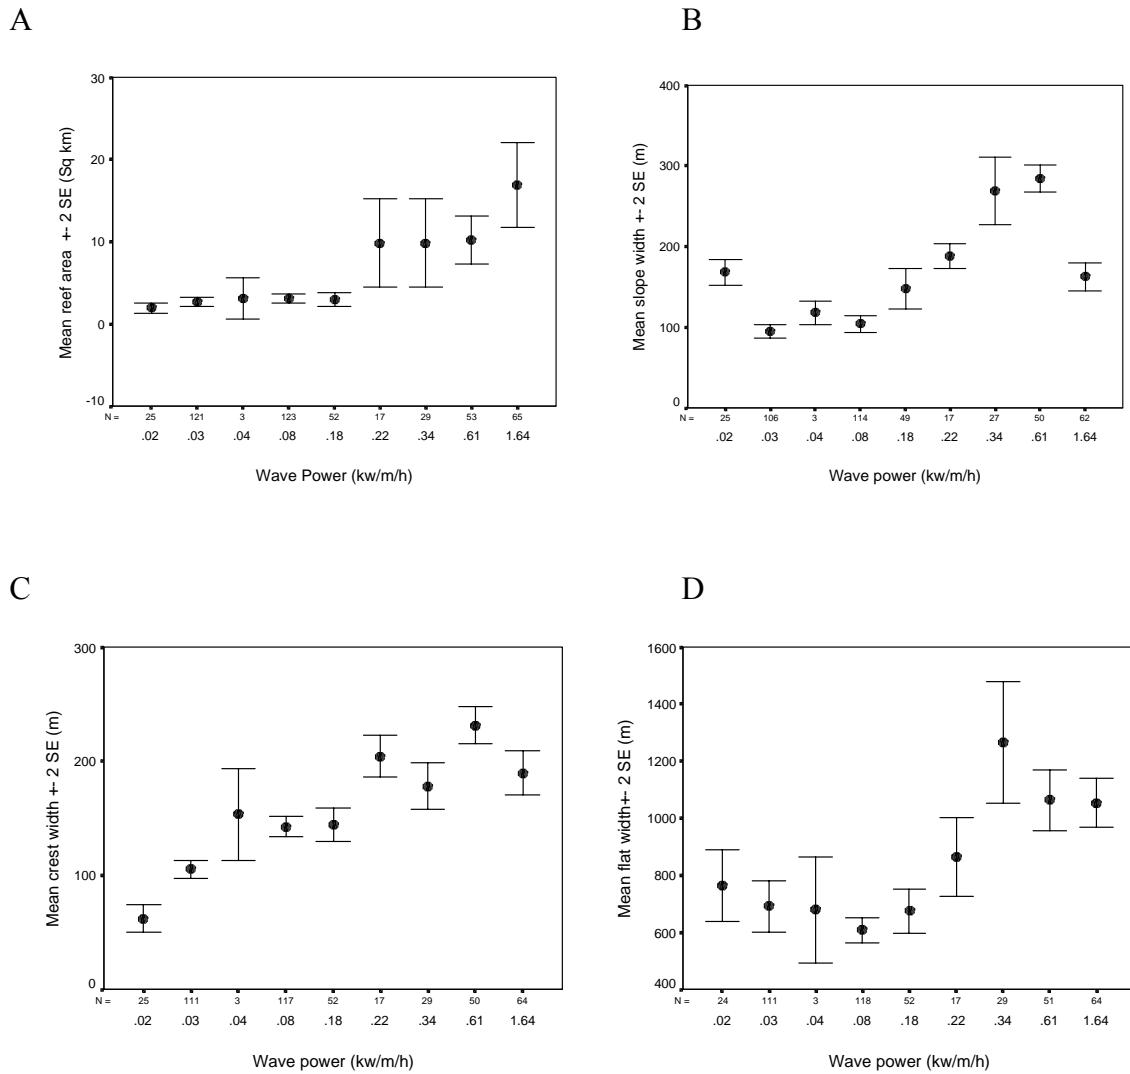 A
30
20
10
0
-10
Mean reef area +- 2 SE (Sq km)
N = 25 121 3 123 52 17 29 53 65
.02 .03 .04 .08 .18 .22 .34 .61 1.64
Wave Power (kw/m/h)
B
400
300
200
100
0
Mean slope width +- 2 SE (m)
N = 25 106 3 114 49 17 27 50 62
.02 .03 .04 .08 .18 .22 .34 .61 1.64
Wave power (kw/m/h)
C
300
200
100
0
Mean crest width +- 2 SE (m)
N = 25 111 3 117 52 17 29 50 64
.02 .03 .04 .08 .18 .22 .34 .61 1.64
Wave power (kw/m/h)
D
1600
1400
1200
1000
800
600
400
Mean flat width+- 2 SE (m)
N = 24 111 3 118 52 17 29 51 64
.02 .03 .04 .08 .18 .22 .34 .61 1.64
Wave power (kw/m/h)